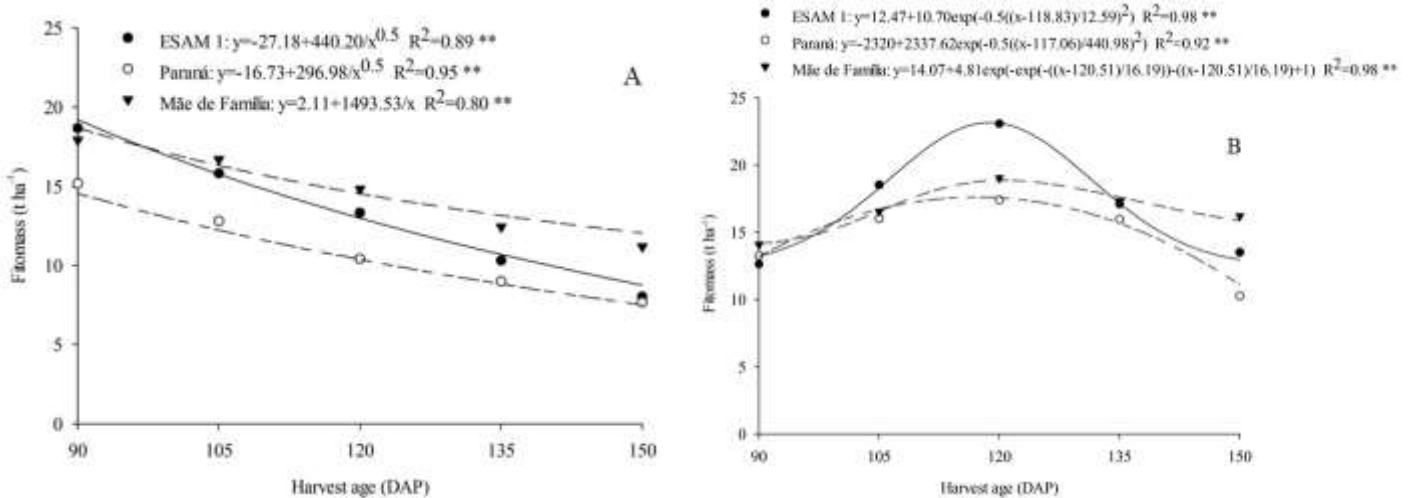 ESAM 1: y=-27.18+440.20/x^0.5 R²=0.89 **
Paraná: y=-16.73+296.98/x^0.5 R²=0.95 **
Mãe de Família: y=2.11+1493.53/x R²=0.80 **
A
25
20
15
10
5
0
Fitomass (t ha⁻¹)
90 105 120 135 150
Harvest age (DAP)
ESAM 1: y=12.47+10.70exp(-0.5((x-118.83)/12.59)²) R²=0.98 **
Paraná: y=-2320+2337.62exp(-0.5((x-117.06)/440.98)²) R²=0.92 **
Mãe de Família: y=14.07+4.81exp(-exp(-((x-120.51)/16.19))-((x-120.51)/16.19)+1) R²=0.98 **
B
25
20
15
10
5
0
Fitomass (t ha⁻¹)
90 105 120 135 150
Harvest age (DAP)